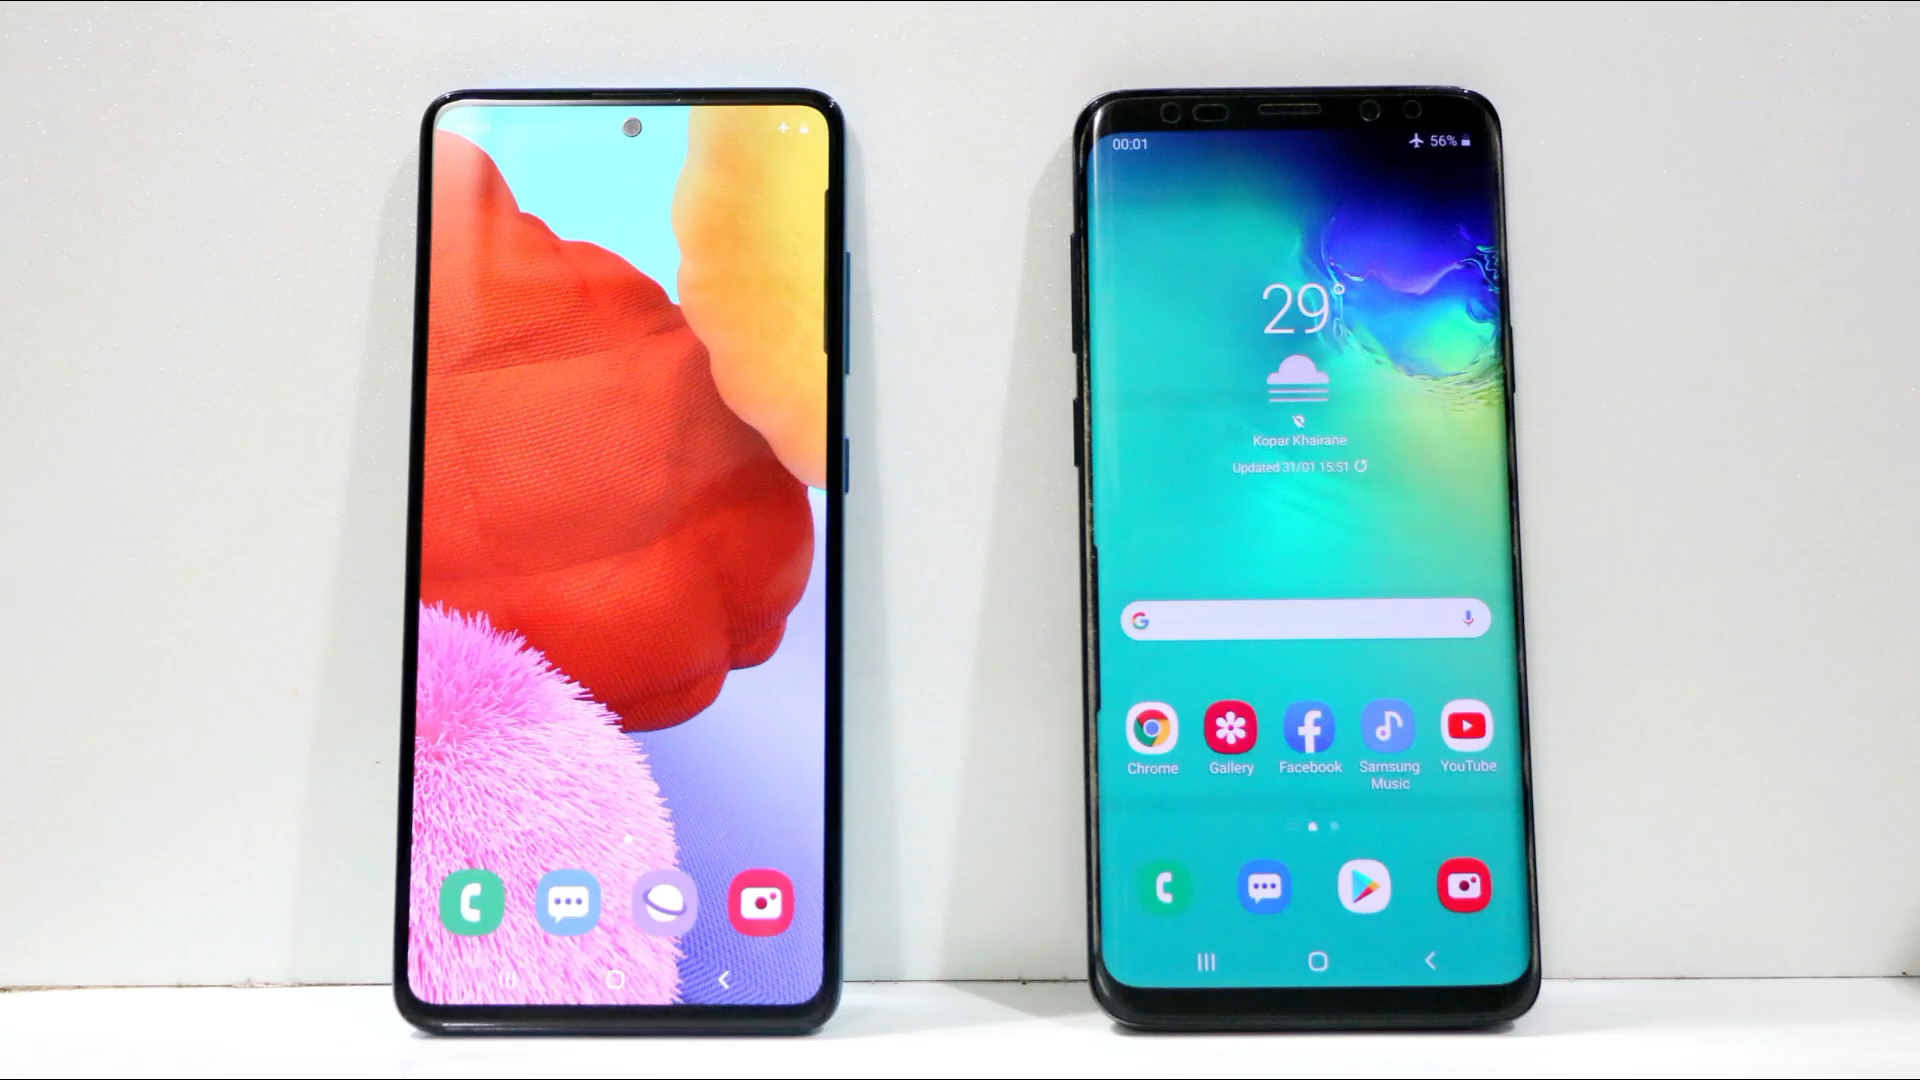 00:01
56%
29°
Kopar Khairane
Updated 31/01 15:51
Chrome
Gallery
Facebook
Samsung
Music
YouTube